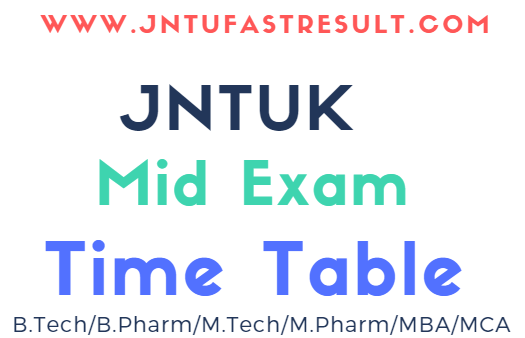 WWW.JNTUFASTRESULT.COM
JNTUK
Mid Exam
Time Table
B.Tech/B.Pharm/M.Tech/M.Pharm/MBA/MCA